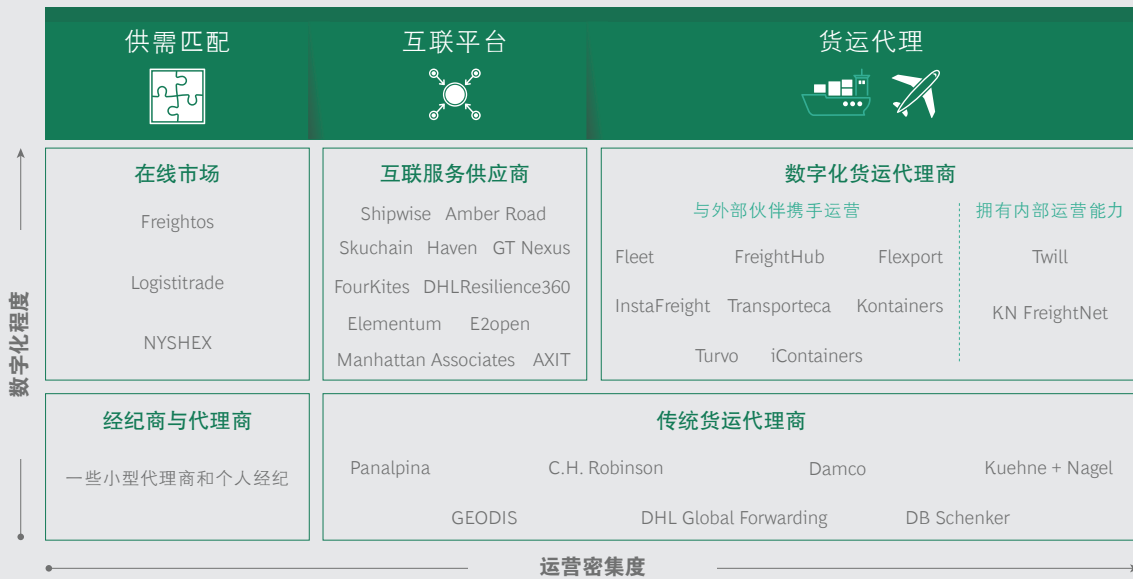 供需匹配
互联平台
货运代理
在线市场
Freightos
Logistitrade
NYSHEX
互联服务供应商
Shipwise Amber Road
Skuchain Haven GT Nexus
FourKites DHLResilience360
Elementum E2open
Manhattan Associates AXIT
数字化货运代理商
与外部伙伴携手运营
Fleet FreightHub Flexport
InstaFreight Transporteca Kontainers
Turvo iContainers
拥有内部运营能力
Twill
KN FreightNet
数字化程度
经纪商与代理商
一些小型代理商和个人经纪
传统货运代理商
Panalpina C.H. Robinson Damco Kuehne + Nagel
GEODIS DHL Global Forwarding DB Schenker
运营密集度